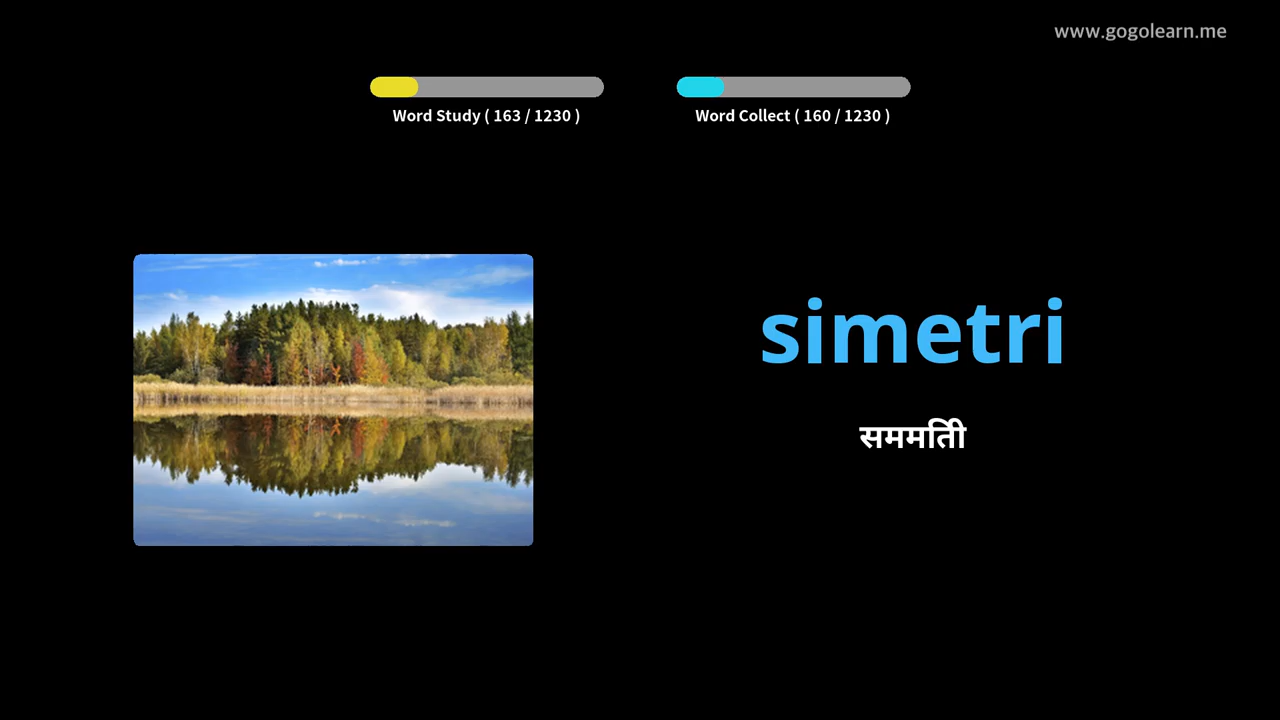 www.gogolearn.me
Word Study ( 163 / 1230 )
Word Collect ( 160 / 1230 )
simetri
सममिति